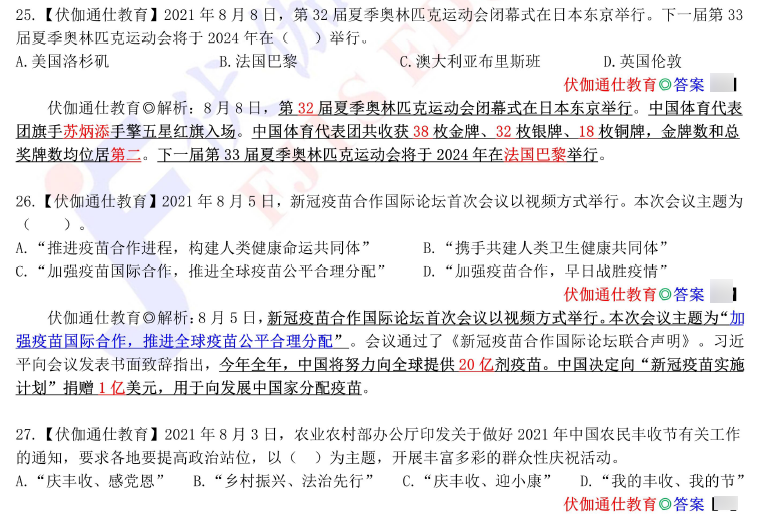 25.【伏伽通仕教育】2021 年 8 月 8 日，第 32 届夏季奥林匹克运动会闭幕式在日本东京举行。下一届第 33
届夏季奥林匹克运动会将于 2024 年在（　　）举行。
A.美国洛杉矶　　B.法国巴黎　　C.澳大利亚布里斯班　　D.英国伦敦
伏伽通仕教育◎答案
伏伽通仕教育◎解析：8 月 8 日，第 32 届夏季奥林匹克运动会闭幕式在日本东京举行。中国体育代表
团旗手苏炳添手擎五星红旗入场。中国体育代表团共收获 38 枚金牌、32 枚银牌、18 枚铜牌，金牌数和总
奖牌数均位居第二。下一届第 33 届夏季奥林匹克运动会将于 2024 年在法国巴黎举行。
26.【伏伽通仕教育】2021 年 8 月 5 日，新冠疫苗合作国际论坛首次会议以视频方式举行。本次会议主题为
（　　）。
A.“推进疫苗合作进程，构建人类健康命运共同体”　　B.“携手共建人类卫生健康共同体”
C.“加强疫苗国际合作，推进全球疫苗公平合理分配”　　D.“加强疫苗合作，早日战胜疫情”
伏伽通仕教育◎答案
伏伽通仕教育◎解析：8 月 5 日，新冠疫苗合作国际论坛首次会议以视频方式举行。本次会议主题为“加
强疫苗国际合作，推进全球疫苗公平合理分配”。会议通过了《新冠疫苗合作国际论坛联合声明》。习近
平向会议发表书面致辞指出，今年全年，中国将努力向全球提供 20 亿剂疫苗。中国决定向“新冠疫苗实施
计划”捐赠 1 亿美元，用于向发展中国家分配疫苗。
27.【伏伽通仕教育】2021 年 8 月 3 日，农业农村部办公厅印发关于做好 2021 年中国农民丰收节有关工作
的通知，要求各地要提高政治站位，以（　）为主题，开展丰富多彩的群众性庆祝活动。
A.“庆丰收、感党恩”　　B.“乡村振兴、法治先行”　　C.“庆丰收、迎小康”　　D.“我的丰收、我的节”
伏伽通仕教育◎答案